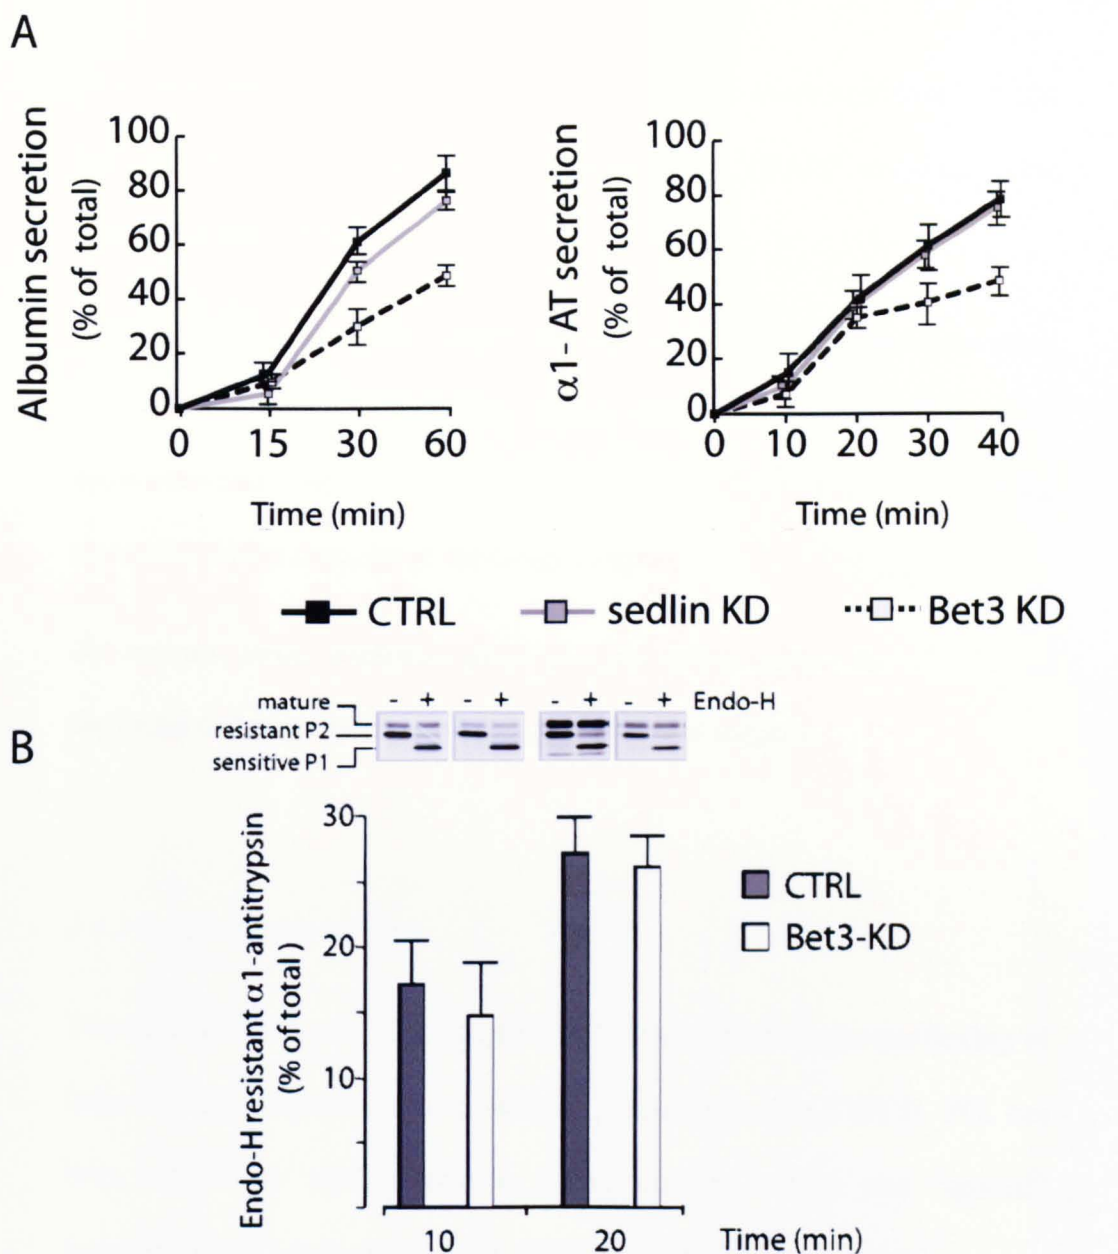 A
Albumin secretion
(% of total)
100
80
60
40
20
0
0 15 30 60
Time (min)
α1- AT secretion
(% of total)
100
80
60
40
20
0
0 10 20 30 40
Time (min)
CTRL sedlin KD Bet3 KD
B
mature
resistant P2
sensitive P1
- + - + - + - + Endo-H
Endo-H resistant α1-antitrypsin
(% of total )
30
20
10
CTRL
Bet3-KD
10 20 Time (min)